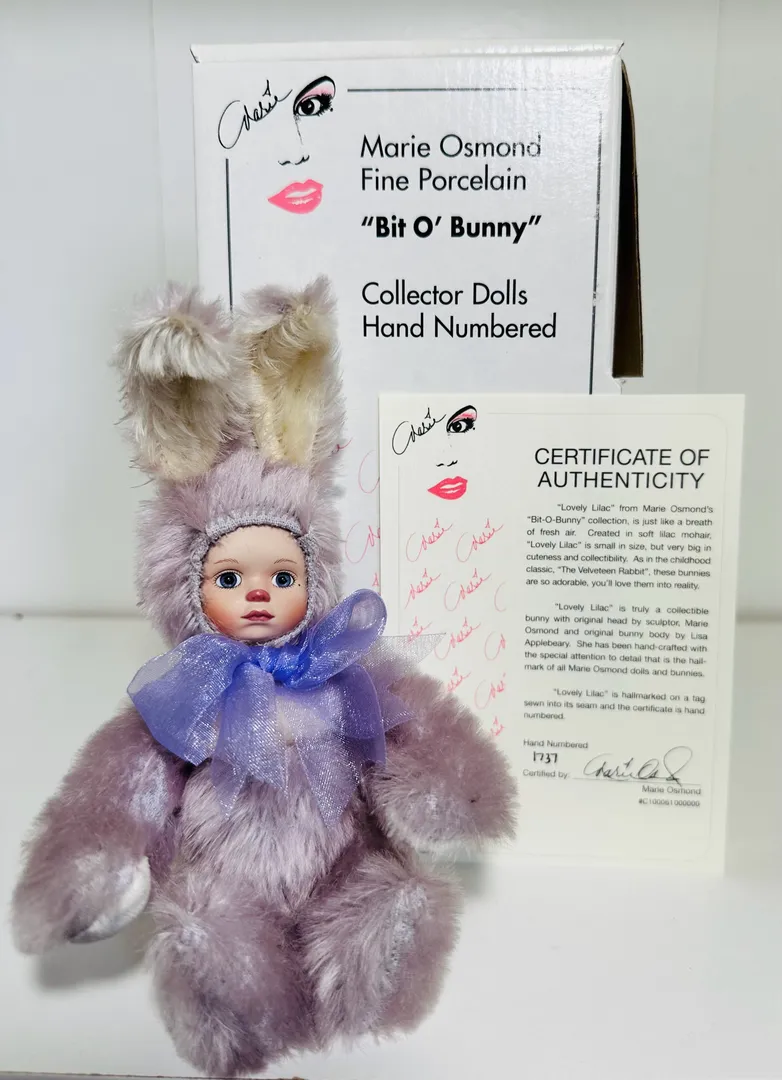 Marie
Marie Osmond
Fine Porcelain
"Bit O' Bunny"
Collector Dolls
Hand Numbered
Marie
CERTIFICATE OF
AUTHENTICITY
"Lovely Lilac" from Marie Osmond's
"Bit-O-Bunny" collection, is just like a breath
of fresh air. Created in soft lilac mohair,
"Lovely Lilac" is small in size, but very big in
cuteness and collectibility. As in the childhood
classic, "The Velveteen Rabbit", these bunnies
are so adorable, you'll love them into reality.
"Lovely Lilac" is truly a collectible
bunny with original head by sculptor, Marie
Osmond and original bunny body by Lisa
Applebeary. She has been hand-crafted with
the special attention to detail that is the hall-
mark of all Marie Osmond dolls and bunnies.
"Lovely Lilac" is hallmarked on a tag
sewn into its seam and the certificate is hand
numbered.
Hand Numbered
1737
Certified by:
Marie Osmond
#C100061000000